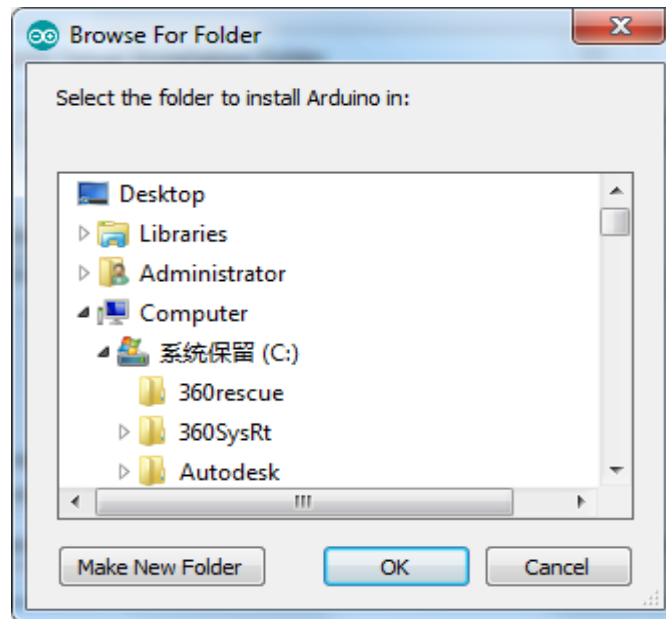 Browse For Folder
Select the folder to install Arduino in:
Desktop
Libraries
Administrator
Computer
系统保留 (C:)
360rescue
360SysRt
Autodesk
Make New Folder
OK
Cancel